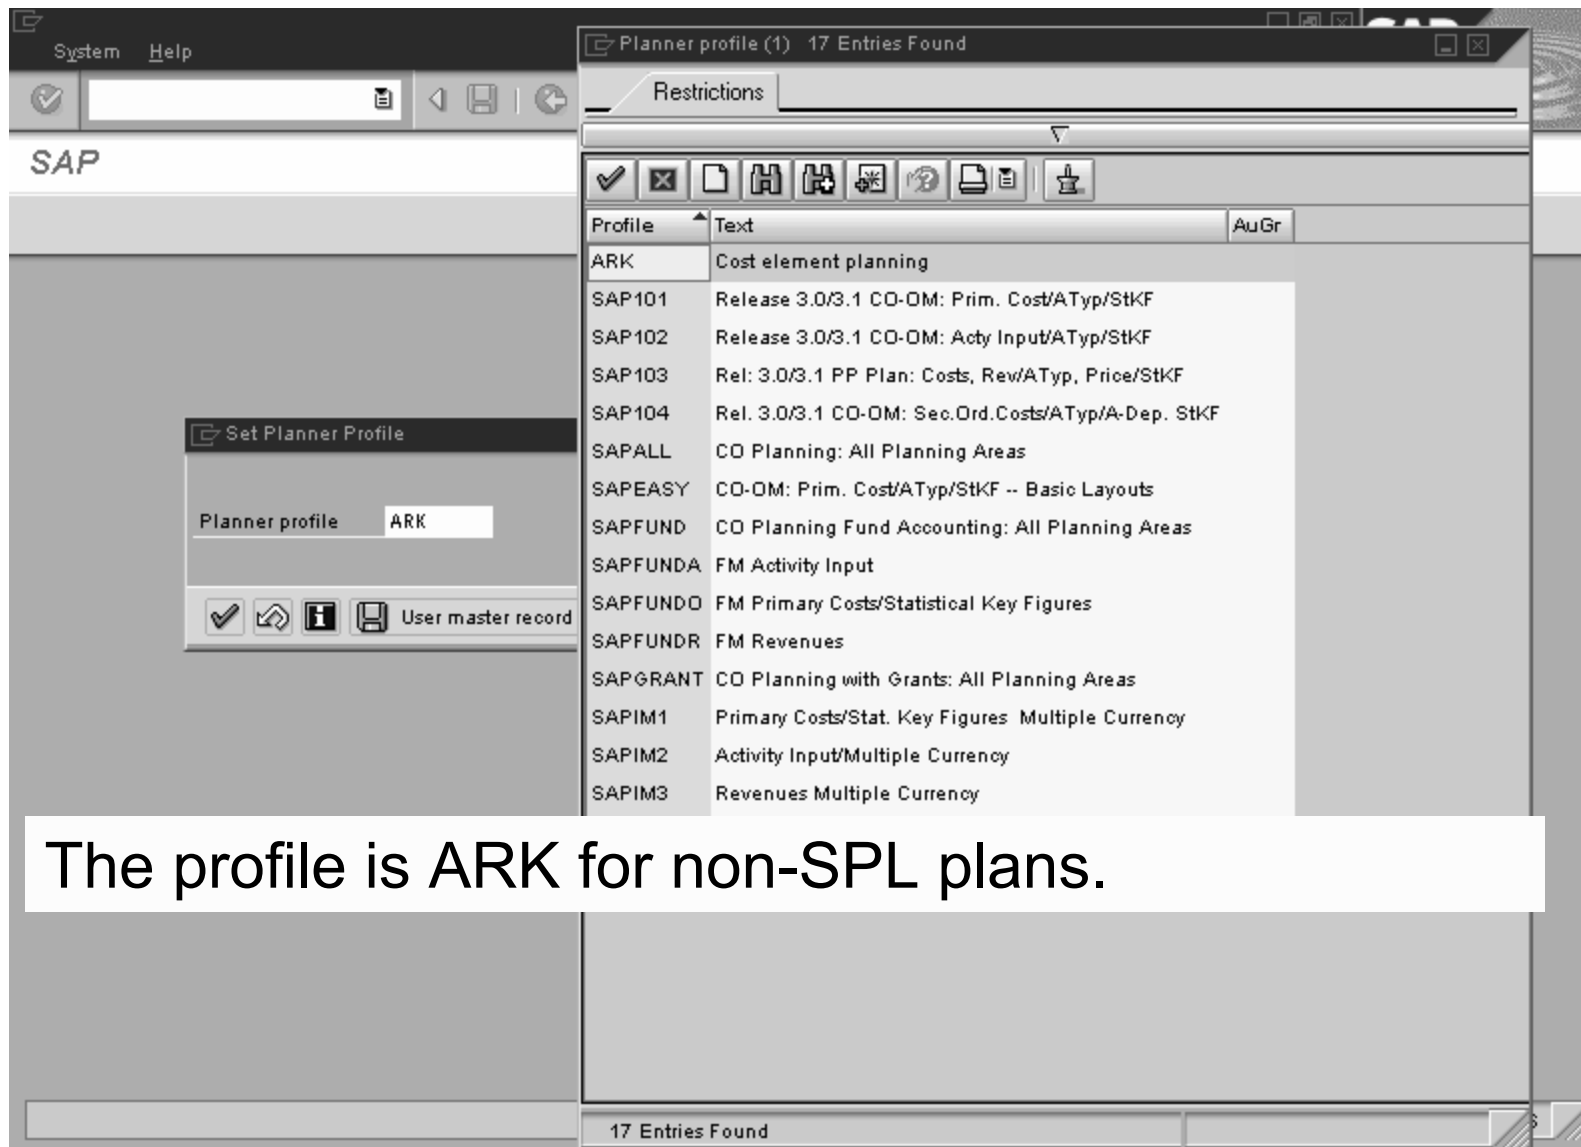 System Help
SAP
Set Planner Profile
Planner profile ARK
User master record
Planner profile (1) 17 Entries Found
Restrictions
Profile Text AuGr
ARK Cost element planning
SAP101 Release 3.0/3.1 CO-OM: Prim. Cost/ATyp/StKF
SAP102 Release 3.0/3.1 CO-OM: Acty Input/ATyp/StKF
SAP103 Rel: 3.0/3.1 PP Plan: Costs, Rev/ATyp, Price/StKF
SAP104 Rel. 3.0/3.1 CO-OM: Sec.Ord.Costs/ATyp/A-Dep. StKF
SAPALL CO Planning: All Planning Areas
SAPEASY CO-OM: Prim. Cost/ATyp/StKF -- Basic Layouts
SAPFUND CO Planning Fund Accounting: All Planning Areas
SAPFUNDA FM Activity Input
SAPFUNDO FM Primary Costs/Statistical Key Figures
SAPFUNDR FM Revenues
SAPGRANT CO Planning with Grants: All Planning Areas
SAPIM1 Primary Costs/Stat. Key Figures Multiple Currency
SAPIM2 Activity Input/Multiple Currency
SAPIM3 Revenues Multiple Currency
The profile is ARK for non-SPL plans.
17 Entries Found